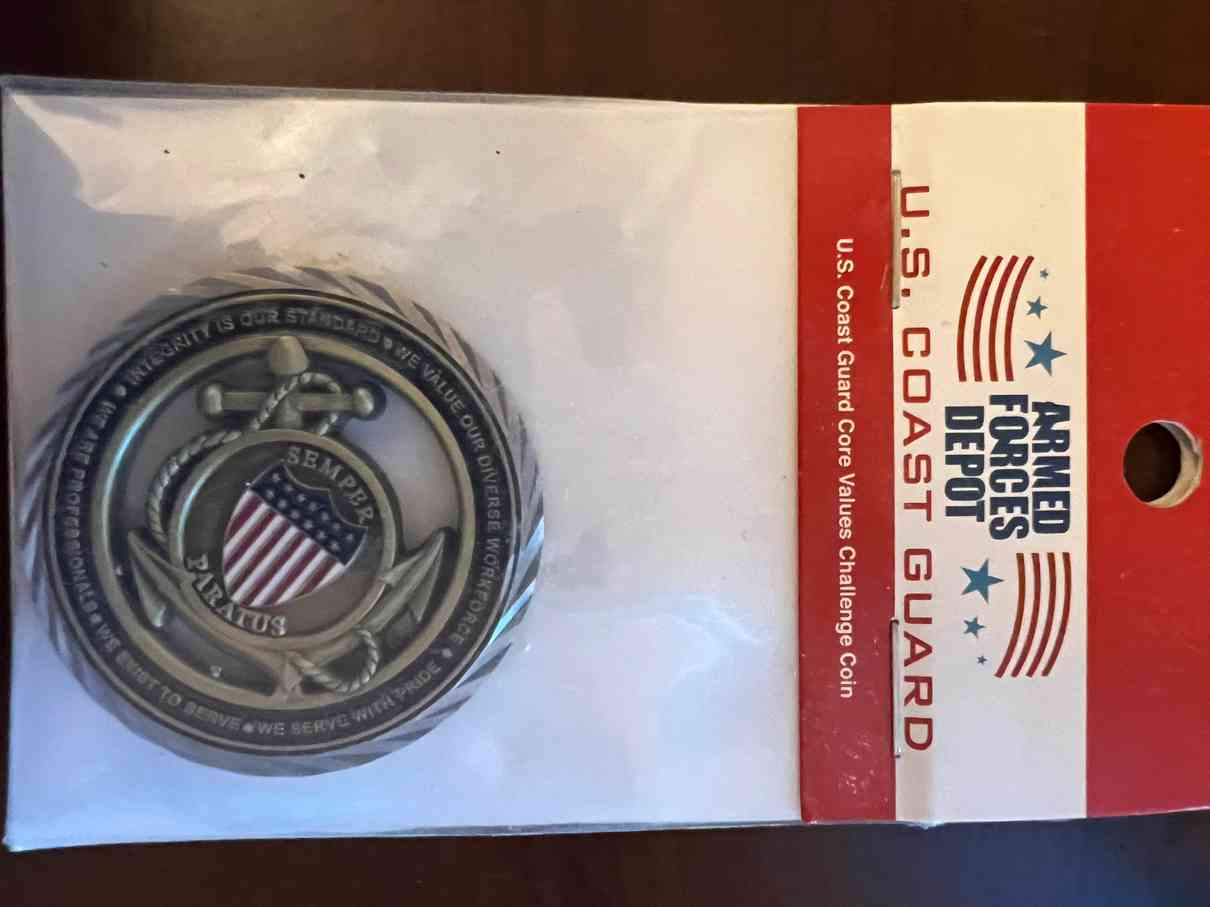 ARMED
FORCES
DEPOT
U.S. COAST GUARD
U.S. Coast Guard Core Values Challenge Coin
INTEGRITY IS OUR STANDARD • WE VALUE OUR DIVERSE WORKFORCE • WE SERVE WITH PRIDE • WE EXIST TO SERVE • WE ARE PROFESSIONALS •
SEMPER
PARATUS